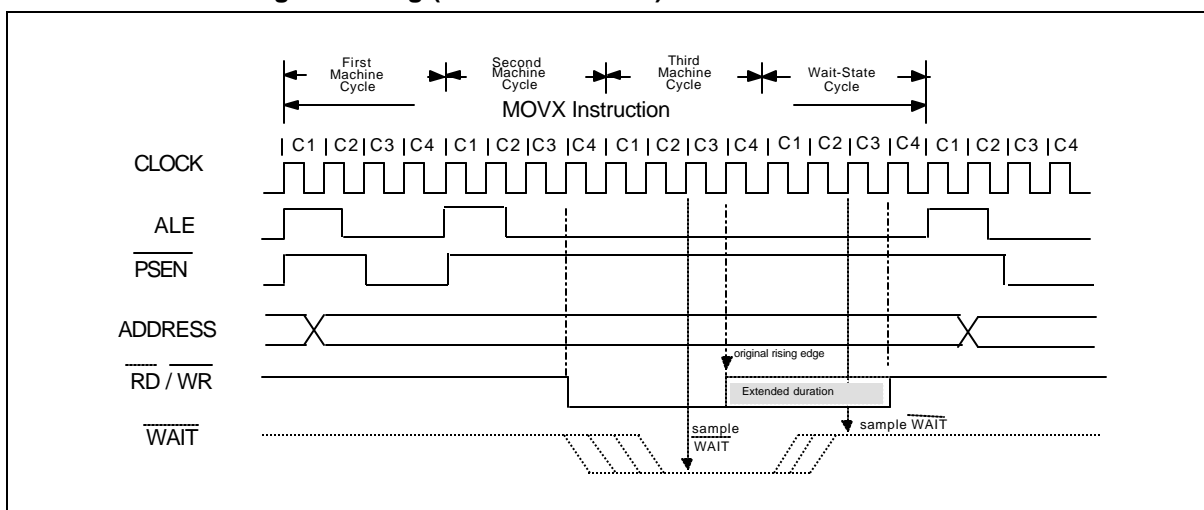 First Machine Cycle
Second Machine Cycle
Third Machine Cycle
Wait-State Cycle
MOVX Instruction
CLOCK
| C1 | C2 | C3 | C4 | C1 | C2 | C3 | C4 | C1 | C2 | C3 | C4 | C1 | C2 | C3 | C4 | C1 | C2 | C3 | C4
ALE
PSEN
ADDRESS
original rising edge
RD / WR
Extended duration
WAIT
sample WAIT
sample WAIT